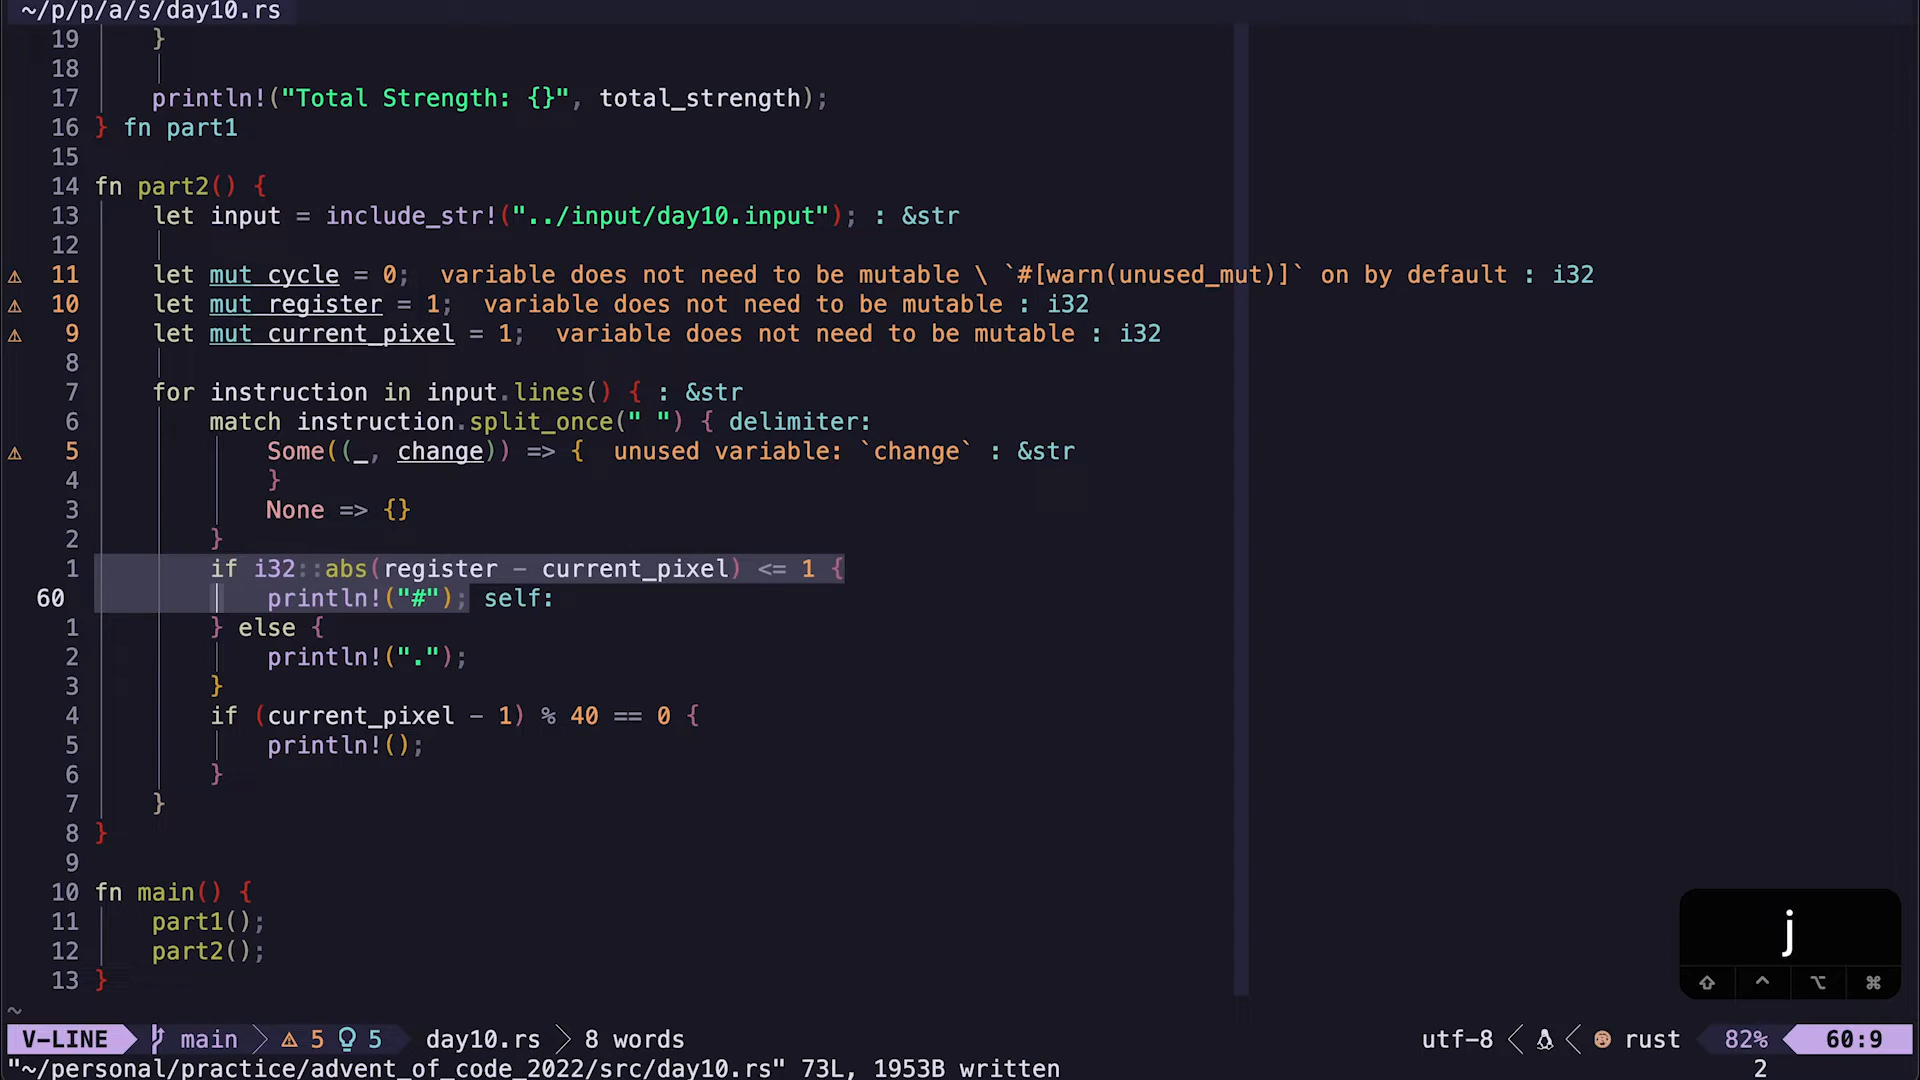 ~/p/p/a/s/day10.rs
19 }
18
17 println!("Total Strength: {}", total_strength);
16 } fn part1
15
14 fn part2() {
13 let input = include_str!("../input/day10.input"); : &str
12
⚠ 11 let mut cycle = 0; variable does not need to be mutable \ `#[warn(unused_mut)]` on by default : i32
⚠ 10 let mut register = 1; variable does not need to be mutable : i32
⚠ 9 let mut current_pixel = 1; variable does not need to be mutable : i32
8
7 for instruction in input.lines() { : &str
6 match instruction.split_once(" ") { delimiter:
⚠ 5 Some((_, change)) => { unused variable: `change` : &str
4 }
3 None => {}
2 }
1 if i32::abs(register - current_pixel) <= 1 {
60 println!("#"); self:
1 } else {
2 println!(".");
3 }
4 if (current_pixel - 1) % 40 == 0 {
5 println!();
6 }
7 }
8 }
9
10 fn main() {
11 part1();
12 part2();
13 }
~
j
⇧ ^ ⌥ ⌘
V-LINE main ⚠ 5 5 day10.rs 8 words utf-8 rust 82% 60:9
"~/personal/practice/advent_of_code_2022/src/day10.rs" 73L, 1953B written 2